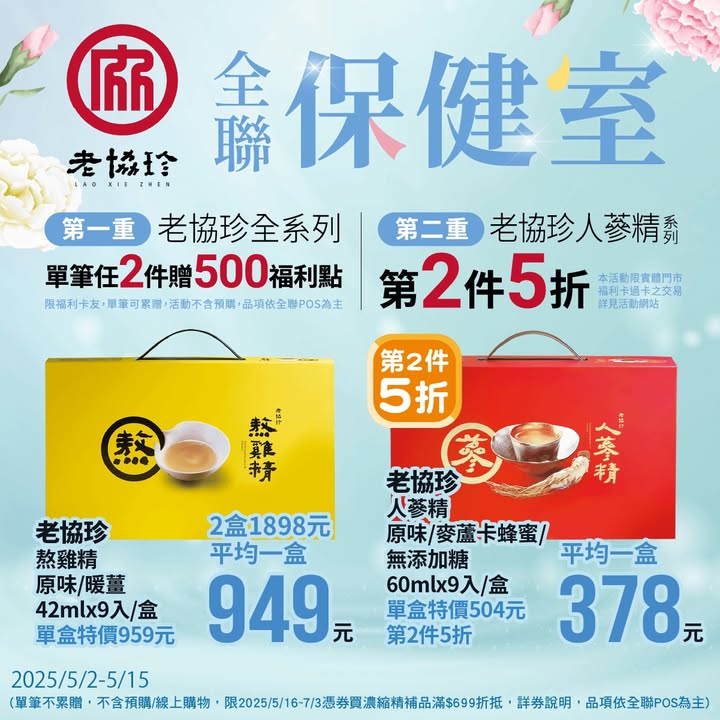 協
老協珍
LAO XIE ZHEN
全聯 保健室
第一重 老協珍全系列
單筆任2件贈500福利點
限福利卡友,單筆可累贈,活動不含預購,品項依全聯POS為主
第二重 老協珍人蔘精系列
第2件5折
本活動限實體門市
福利卡過卡之交易
詳見活動網站
熬
老協珍
熬雞精
第2件
5折
蔘
老協珍
人蔘精
老協珍
熬雞精
原味/暖薑
42mlx9入/盒
單盒特價959元
2盒1898元
平均一盒
949元
老協珍
人蔘精
原味/麥蘆卡蜂蜜/
無添加糖
60mlx9入/盒
單盒特價504元
第2件5折
平均一盒
378元
2025/5/2-5/15
(單筆不累贈,不含預購/線上購物,限2025/5/16-7/3憑券買濃縮精補品滿$699折抵,詳券說明,品項依全聯POS為主)